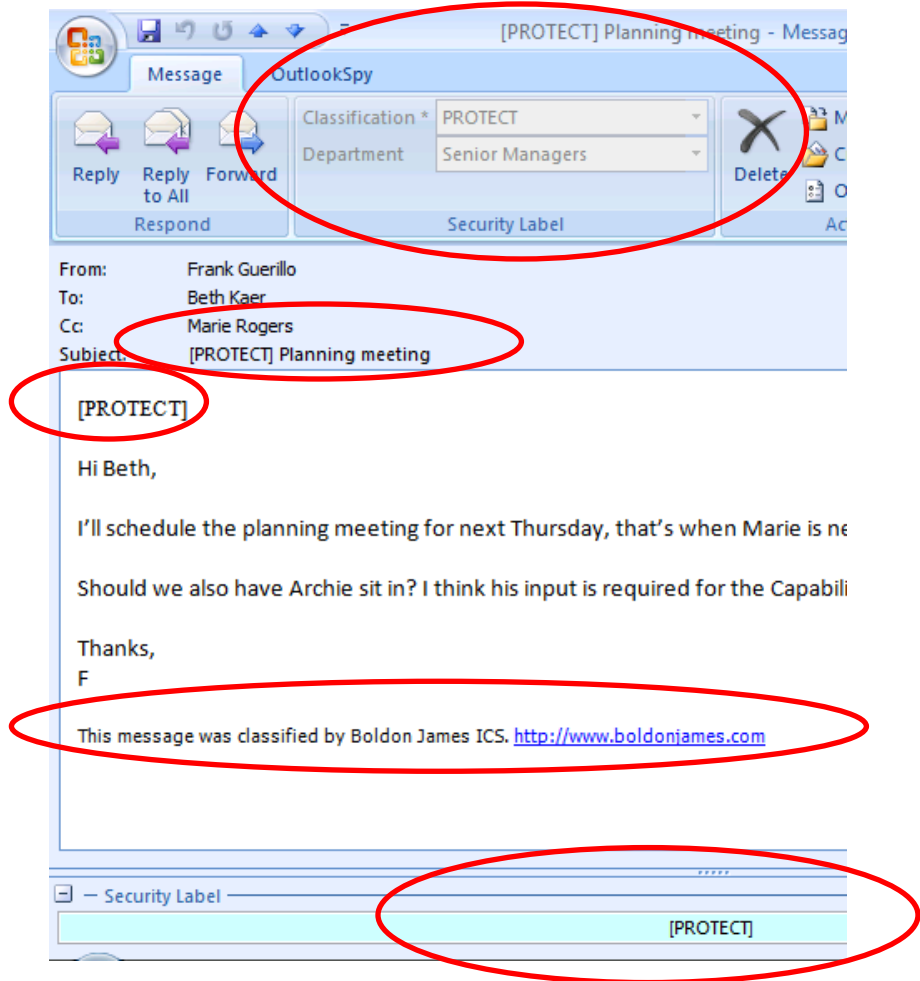 [PROTECT] Planning meeting - Messag
Message OutlookSpy
Classification * PROTECT
Department Senior Managers
Reply Reply to All Forward
Delete
M
C
O
Respond Security Label Ac
From: Frank Guerillo
To: Beth Kaer
Cc: Marie Rogers
Subject: [PROTECT] Planning meeting
[PROTECT]
Hi Beth,
I'll schedule the planning meeting for next Thursday, that's when Marie is ne
Should we also have Archie sit in? I think his input is required for the Capabili
Thanks,
F
This message was classified by Boldon James ICS. http://www.boldonjames.com
Security Label
[PROTECT]